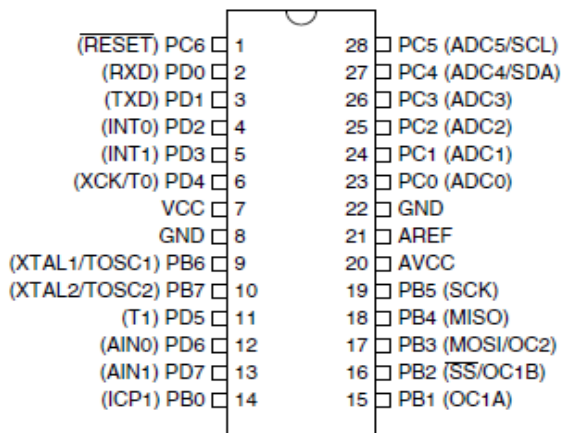 (RESET) PC6 1 28 PC5 (ADC5/SCL)
(RXD) PD0 2 27 PC4 (ADC4/SDA)
(TXD) PD1 3 26 PC3 (ADC3)
(INT0) PD2 4 25 PC2 (ADC2)
(INT1) PD3 5 24 PC1 (ADC1)
(XCK/T0) PD4 6 23 PC0 (ADC0)
VCC 7 22 GND
GND 8 21 AREF
(XTAL1/TOSC1) PB6 9 20 AVCC
(XTAL2/TOSC2) PB7 10 19 PB5 (SCK)
(T1) PD5 11 18 PB4 (MISO)
(AIN0) PD6 12 17 PB3 (MOSI/OC2)
(AIN1) PD7 13 16 PB2 (SS/OC1B)
(ICP1) PB0 14 15 PB1 (OC1A)